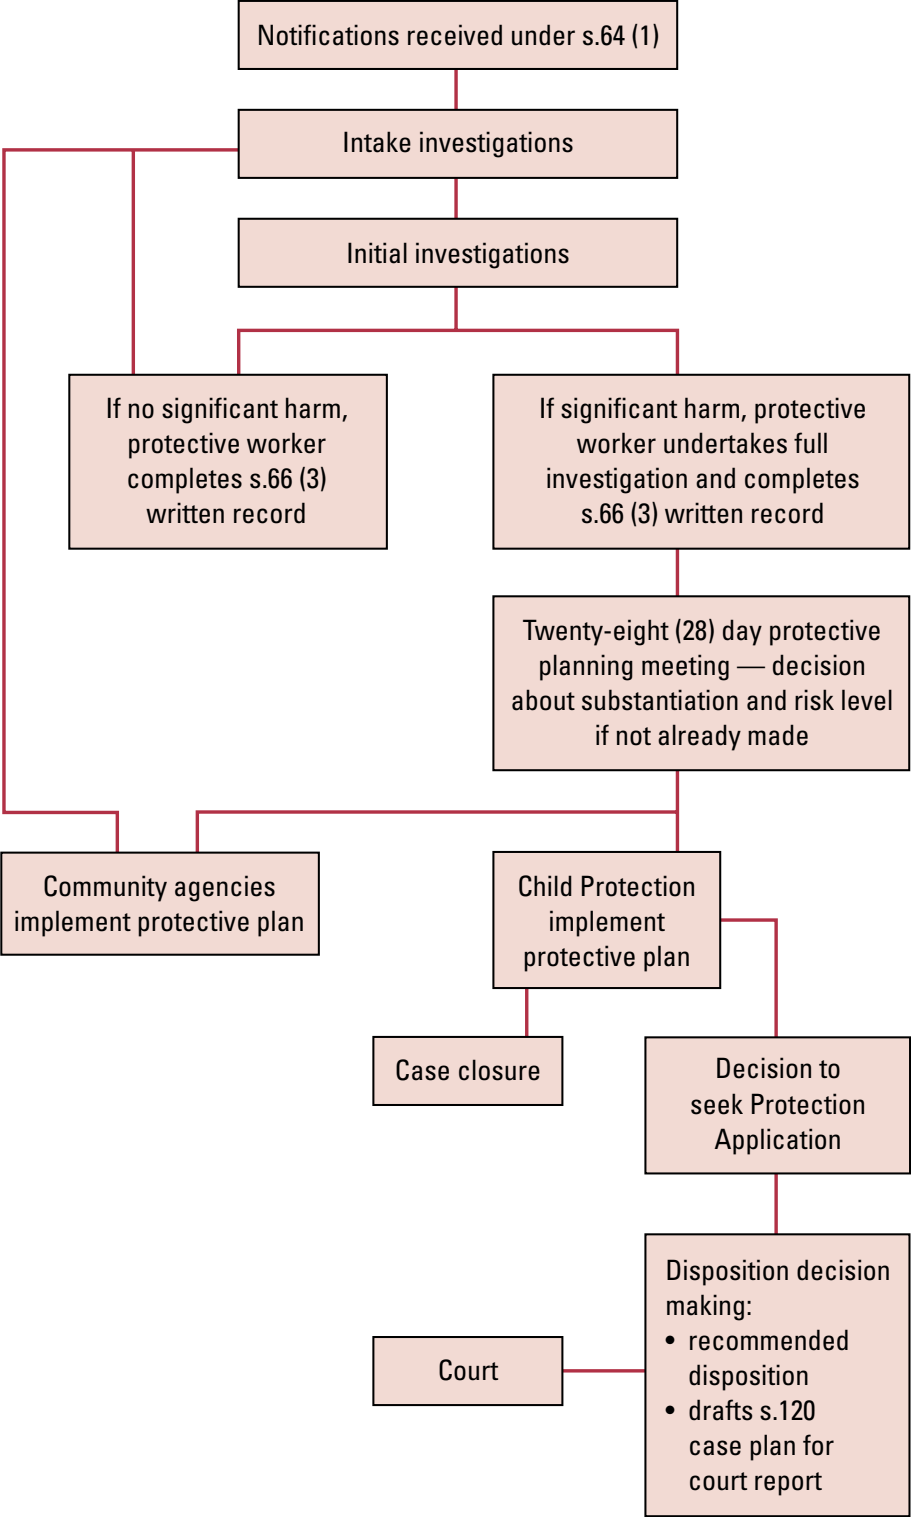 Notifications received under s.64 (1)
Intake investigations
Initial investigations
If no significant harm,
protective worker
completes s.66 (3)
written record
If significant harm, protective
worker undertakes full
investigation and completes
s.66 (3) written record
Twenty-eight (28) day protective
planning meeting — decision
about substantiation and risk level
if not already made
Community agencies
implement protective plan
Child Protection
implement
protective plan
Case closure
Decision to
seek Protection
Application
Disposition decision
making:
• recommended
disposition
• drafts s.120
case plan for
court report
Court